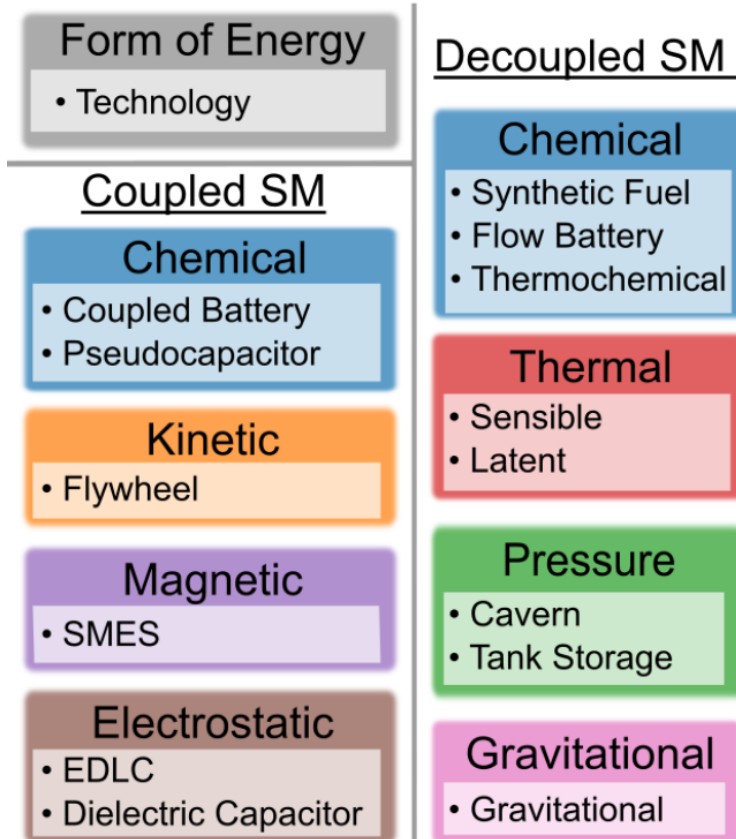 Form of Energy
• Technology
Coupled SM
Chemical
• Coupled Battery
• Pseudocapacitor
Kinetic
• Flywheel
Magnetic
• SMES
Electrostatic
• EDLC
• Dielectric Capacitor
Decoupled SM
Chemical
• Synthetic Fuel
• Flow Battery
• Thermochemical
Thermal
• Sensible
• Latent
Pressure
• Cavern
• Tank Storage
Gravitational
• Gravitational